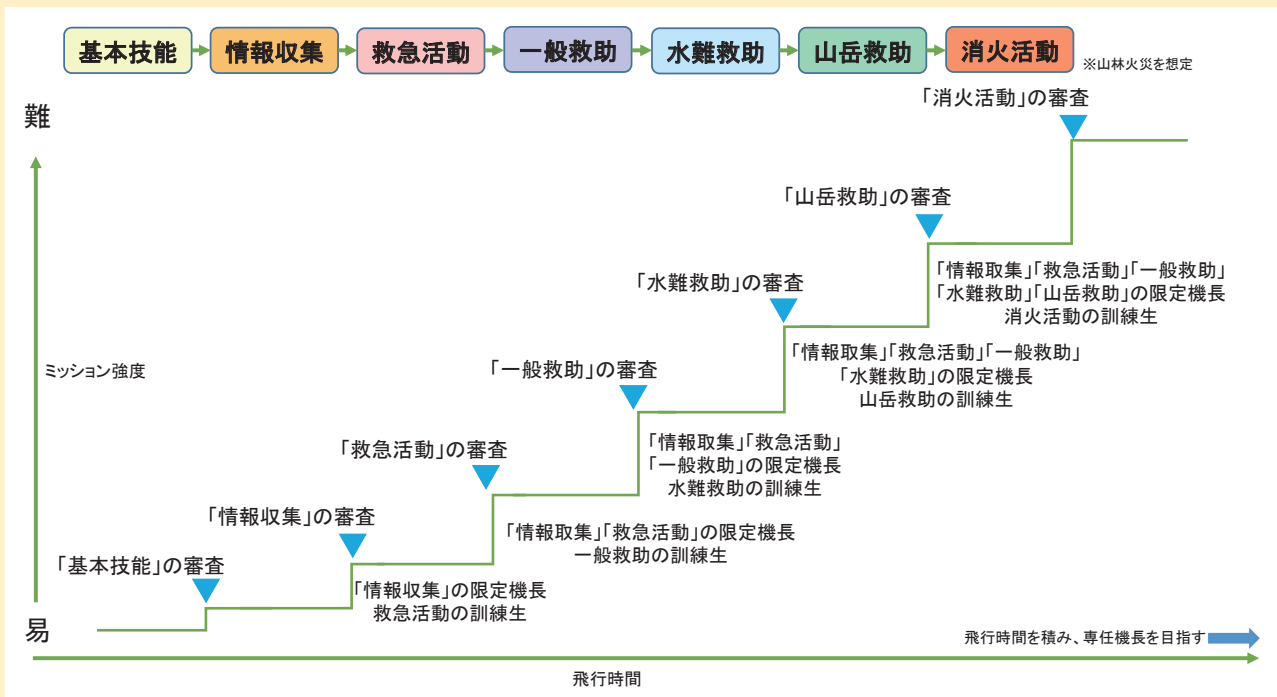 基本技能
情報収集
救急活動
一般救助
水難救助
山岳救助
消火活動
※山林火災を想定
難
「消火活動」の審査
「山岳救助」の審査
「情報取集」「救急活動」「一般救助」
「水難救助」「山岳救助」の限定機長
消火活動の訓練生
「水難救助」の審査
「情報取集」「救急活動」「一般救助」
「水難救助」の限定機長
山岳救助の訓練生
ミッション強度
「一般救助」の審査
「情報取集」「救急活動」
「一般救助」の限定機長
水難救助の訓練生
「救急活動」の審査
「情報取集」「救急活動」の限定機長
一般救助の訓練生
「情報収集」の審査
「情報収集」の限定機長
救急活動の訓練生
「基本技能」の審査
易
飛行時間を積み、専任機長を目指す
飛行時間